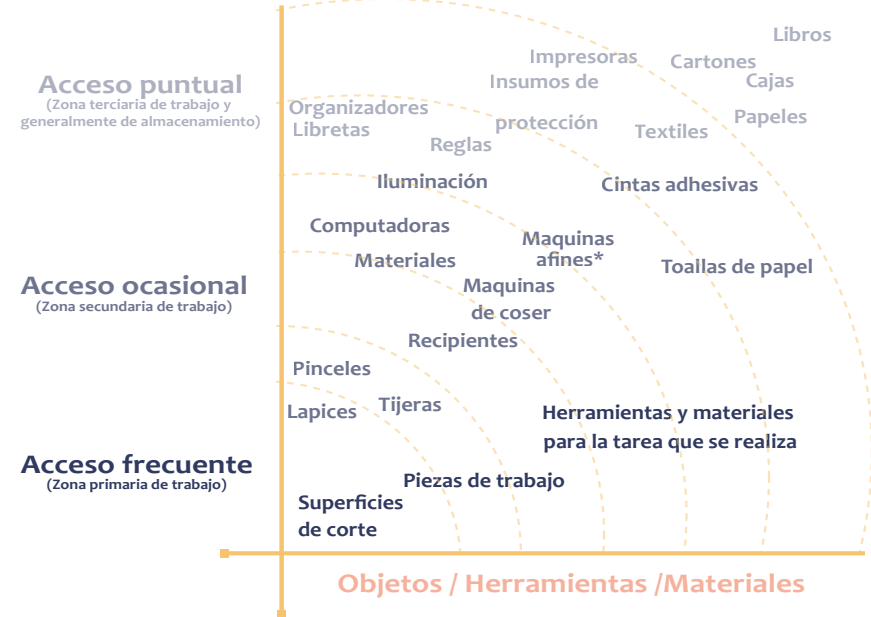 Libros
Impresoras
Cartones
Acceso puntual
Insumos de
Cajas
(Zona terciaria de trabajo y
generalmente de almacenamiento)
Organizadores
Libretas
protección
Papeles
Textiles
Reglas
Iluminación
Cintas adhesivas
Computadoras
Maquinas
afines*
Materiales
Toallas de papel
Acceso ocasional
(Zona secundaria de trabajo)
Maquinas
de coser
Recipientes
Pinceles
Lapices
Tijeras
Herramientas y materiales
para la tarea que se realiza
Acceso frecuente
(Zona primaria de trabajo)
Piezas de trabajo
Superficies
de corte
Objetos / Herramientas /Materiales